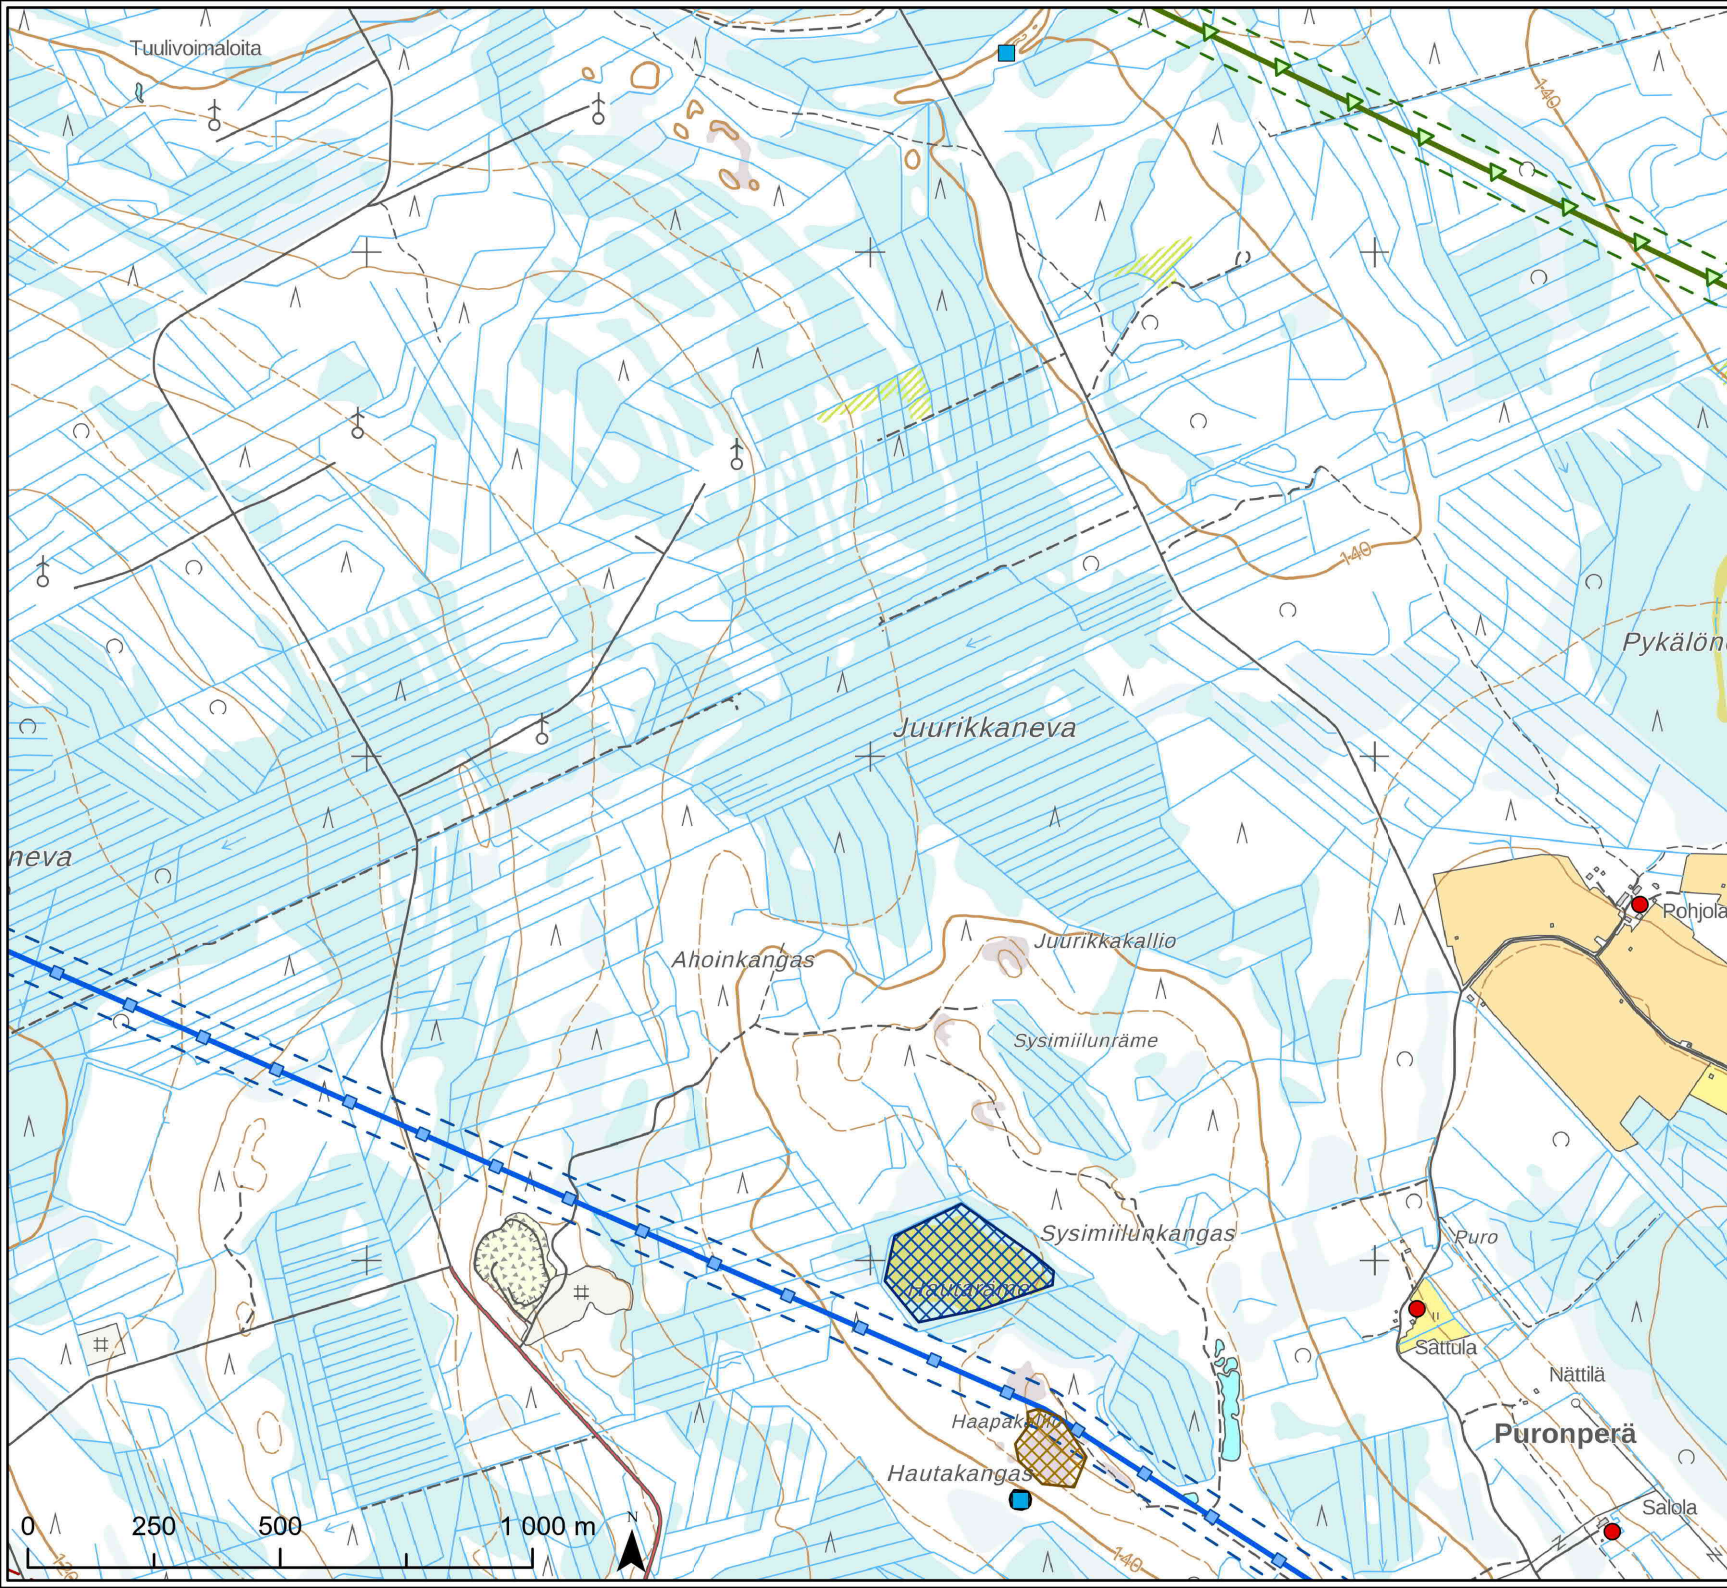 Tuulivoimaloita
140
140
Pykälön
Juurikkaneva
neva
Pohjola
Juurikkakallio
Ahoinkangas
Sysimiilunräme
Sysimiilunkangas
Puro
Hautaräme
Sättula
Nättilä
Haapakallio
Puronperä
Hautakangas
Salola
0 250 500 1 000 m
N
140
120